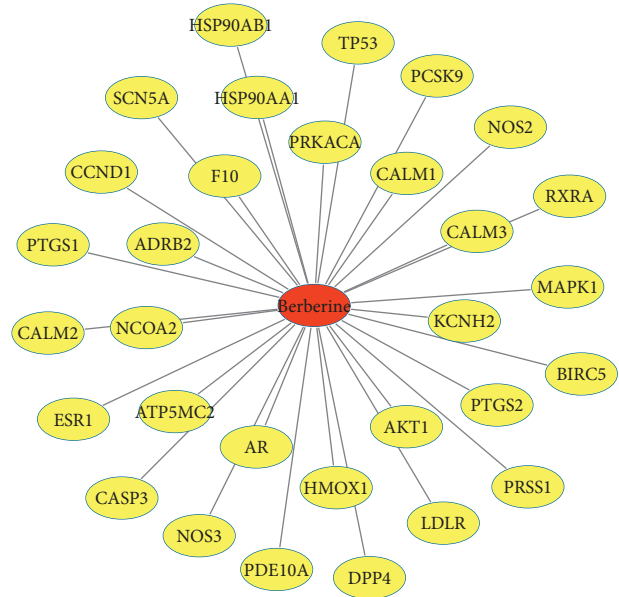 HSP90AB1
TP53
PCSK9
SCN5A
HSP90AA1
NOS2
PRKACA
CCND1
F10
CALM1
RXRA
PTGS1
ADRB2
CALM3
MAPK1
Berberine
CALM2
NCOA2
KCNH2
BIRC5
ESR1
ATP5MC2
PTGS2
AR
AKT1
CASP3
HMOX1
PRSS1
NOS3
LDLR
PDE10A
DPP4